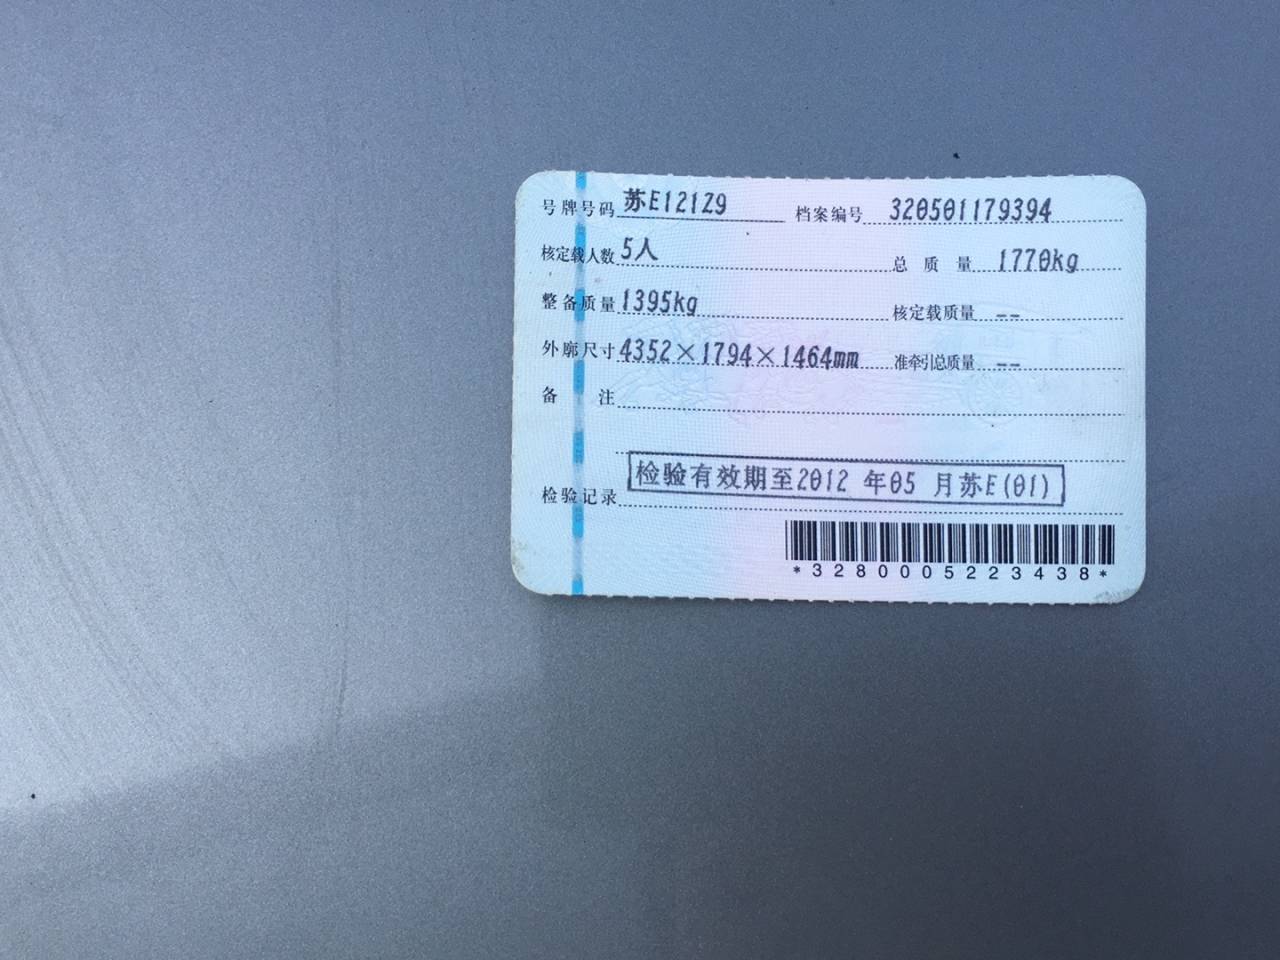 号牌号码 苏E121Z9 档案编号 320501179394
核定载人数 5人 总质量 1770kg
整备质量 1395kg 核定载质量 --
外廓尺寸 4352×1794×1464mm 准牵引总质量 --
备注
检验记录 检验有效期至2012 年05 月苏E(01)
*3280005223438*